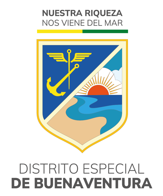 NUESTRA RIQUEZA
NOS VIENE DEL MAR
DISTRITO ESPECIAL
DE BUENAVENTURA